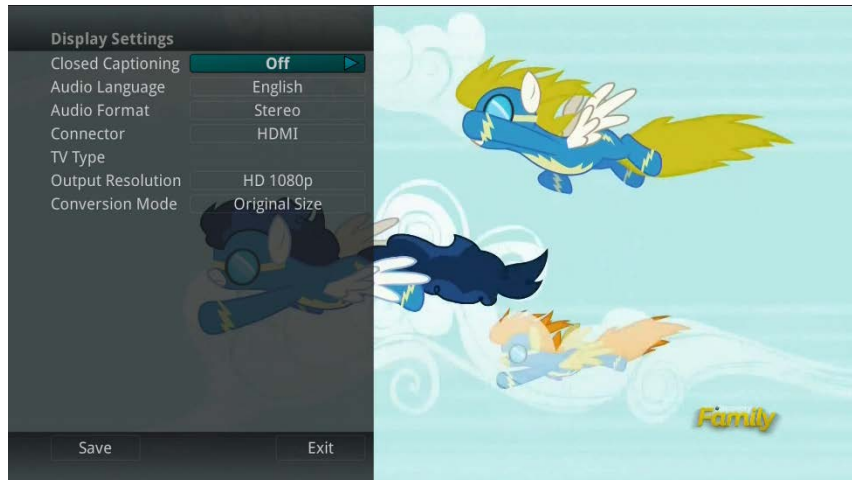 Display Settings
Closed Captioning Off
Audio Language English
Audio Format Stereo
Connector HDMI
TV Type
Output Resolution HD 1080p
Conversion Mode Original Size
Family
Save Exit